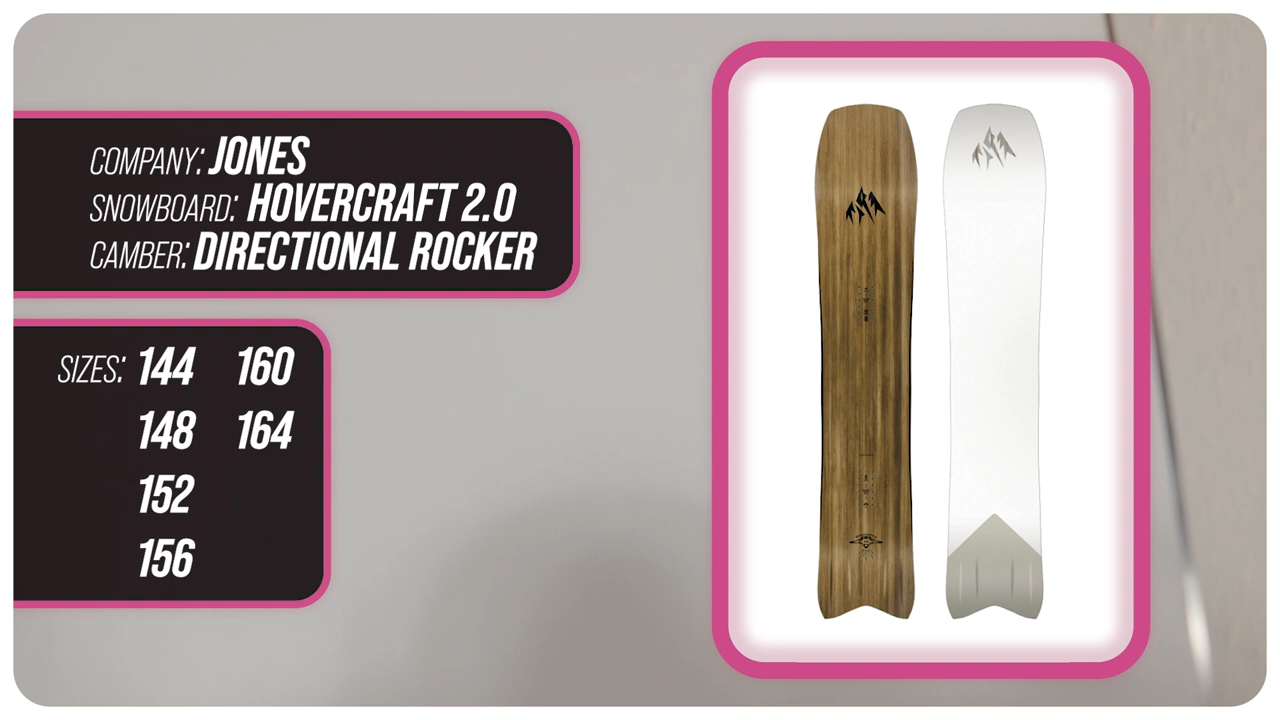 COMPANY: JONES
SNOWBOARD: HOVERCRAFT 2.0
CAMBER: DIRECTIONAL ROCKER
SIZES: 144 160
148 164
152
156